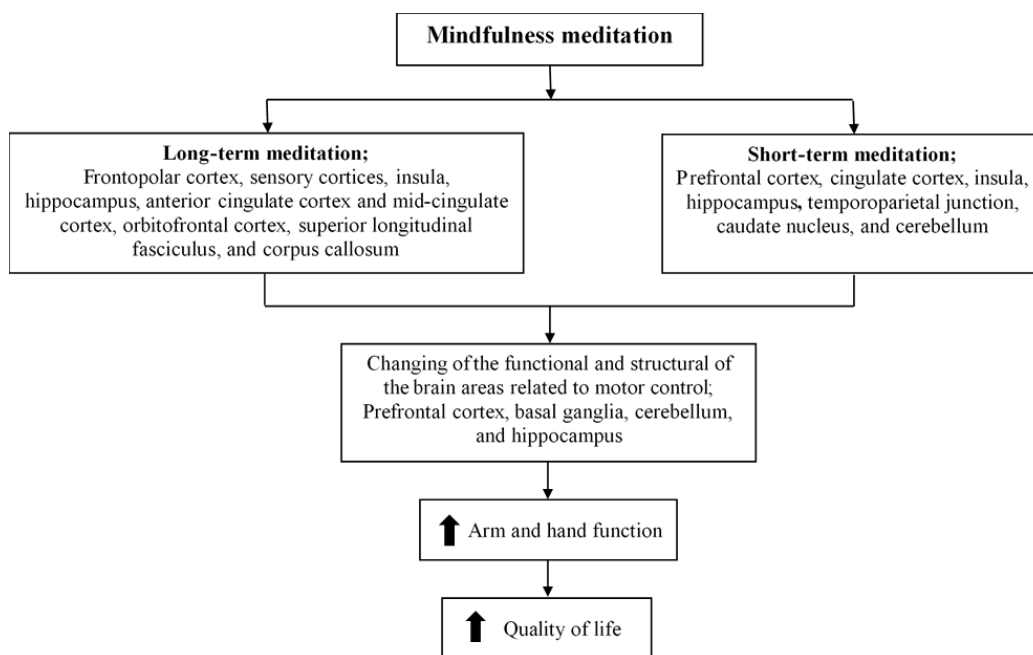 Mindfulness meditation
Long-term meditation;
Frontopolar cortex, sensory cortices, insula,
hippocampus, anterior cingulate cortex and mid-cingulate
cortex, orbitofrontal cortex, superior longitudinal
fasciculus, and corpus callosum
Short-term meditation;
Prefrontal cortex, cingulate cortex, insula,
hippocampus, temporoparietal junction,
caudate nucleus, and cerebellum
Changing of the functional and structural of
the brain areas related to motor control;
Prefrontal cortex, basal ganglia, cerebellum,
and hippocampus
Arm and hand function
Quality of life